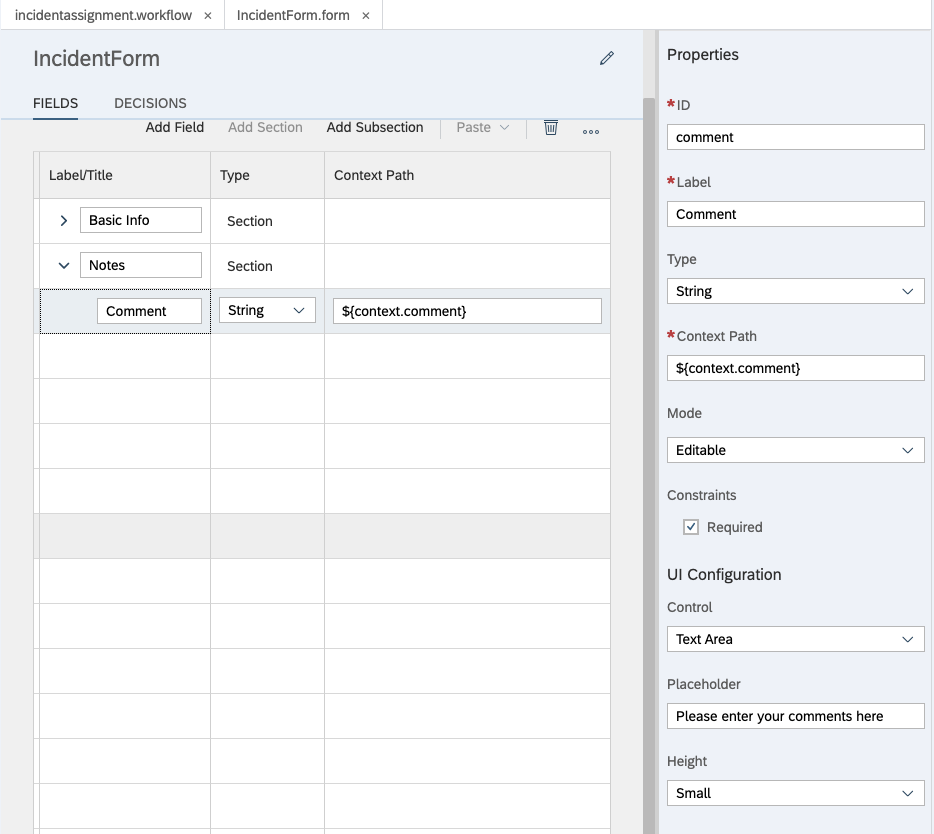 incidentassignment.workflow ×
IncidentForm.form ×
IncidentForm
FIELDS DECISIONS
Add Field Add Section Add Subsection Paste
Label/Title Type Context Path
Basic Info Section
Notes Section
Comment String ${context.comment}
Properties
*ID
comment
*Label
Comment
Type
String
*Context Path
${context.comment}
Mode
Editable
Constraints
Required
UI Configuration
Control
Text Area
Placeholder
Please enter your comments here
Height
Small